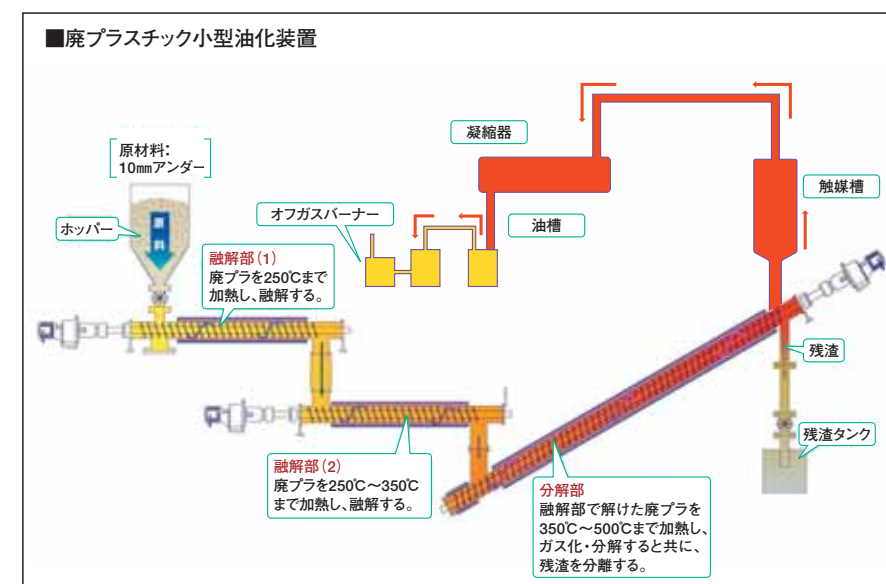 ■廃プラスチック小型油化装置
原材料：
10㎜アンダー
ホッパー
原料
融解部（1）
廃プラを250℃まで
加熱し、融解する。
オフガスバーナー
凝縮器
油槽
触媒槽
残渣
残渣タンク
融解部（2）
廃プラを250℃～350℃
まで加熱し、融解する。
分解部
融解部で解けた廃プラを
350℃～500℃まで加熱し、
ガス化・分解すると共に、
残渣を分離する。